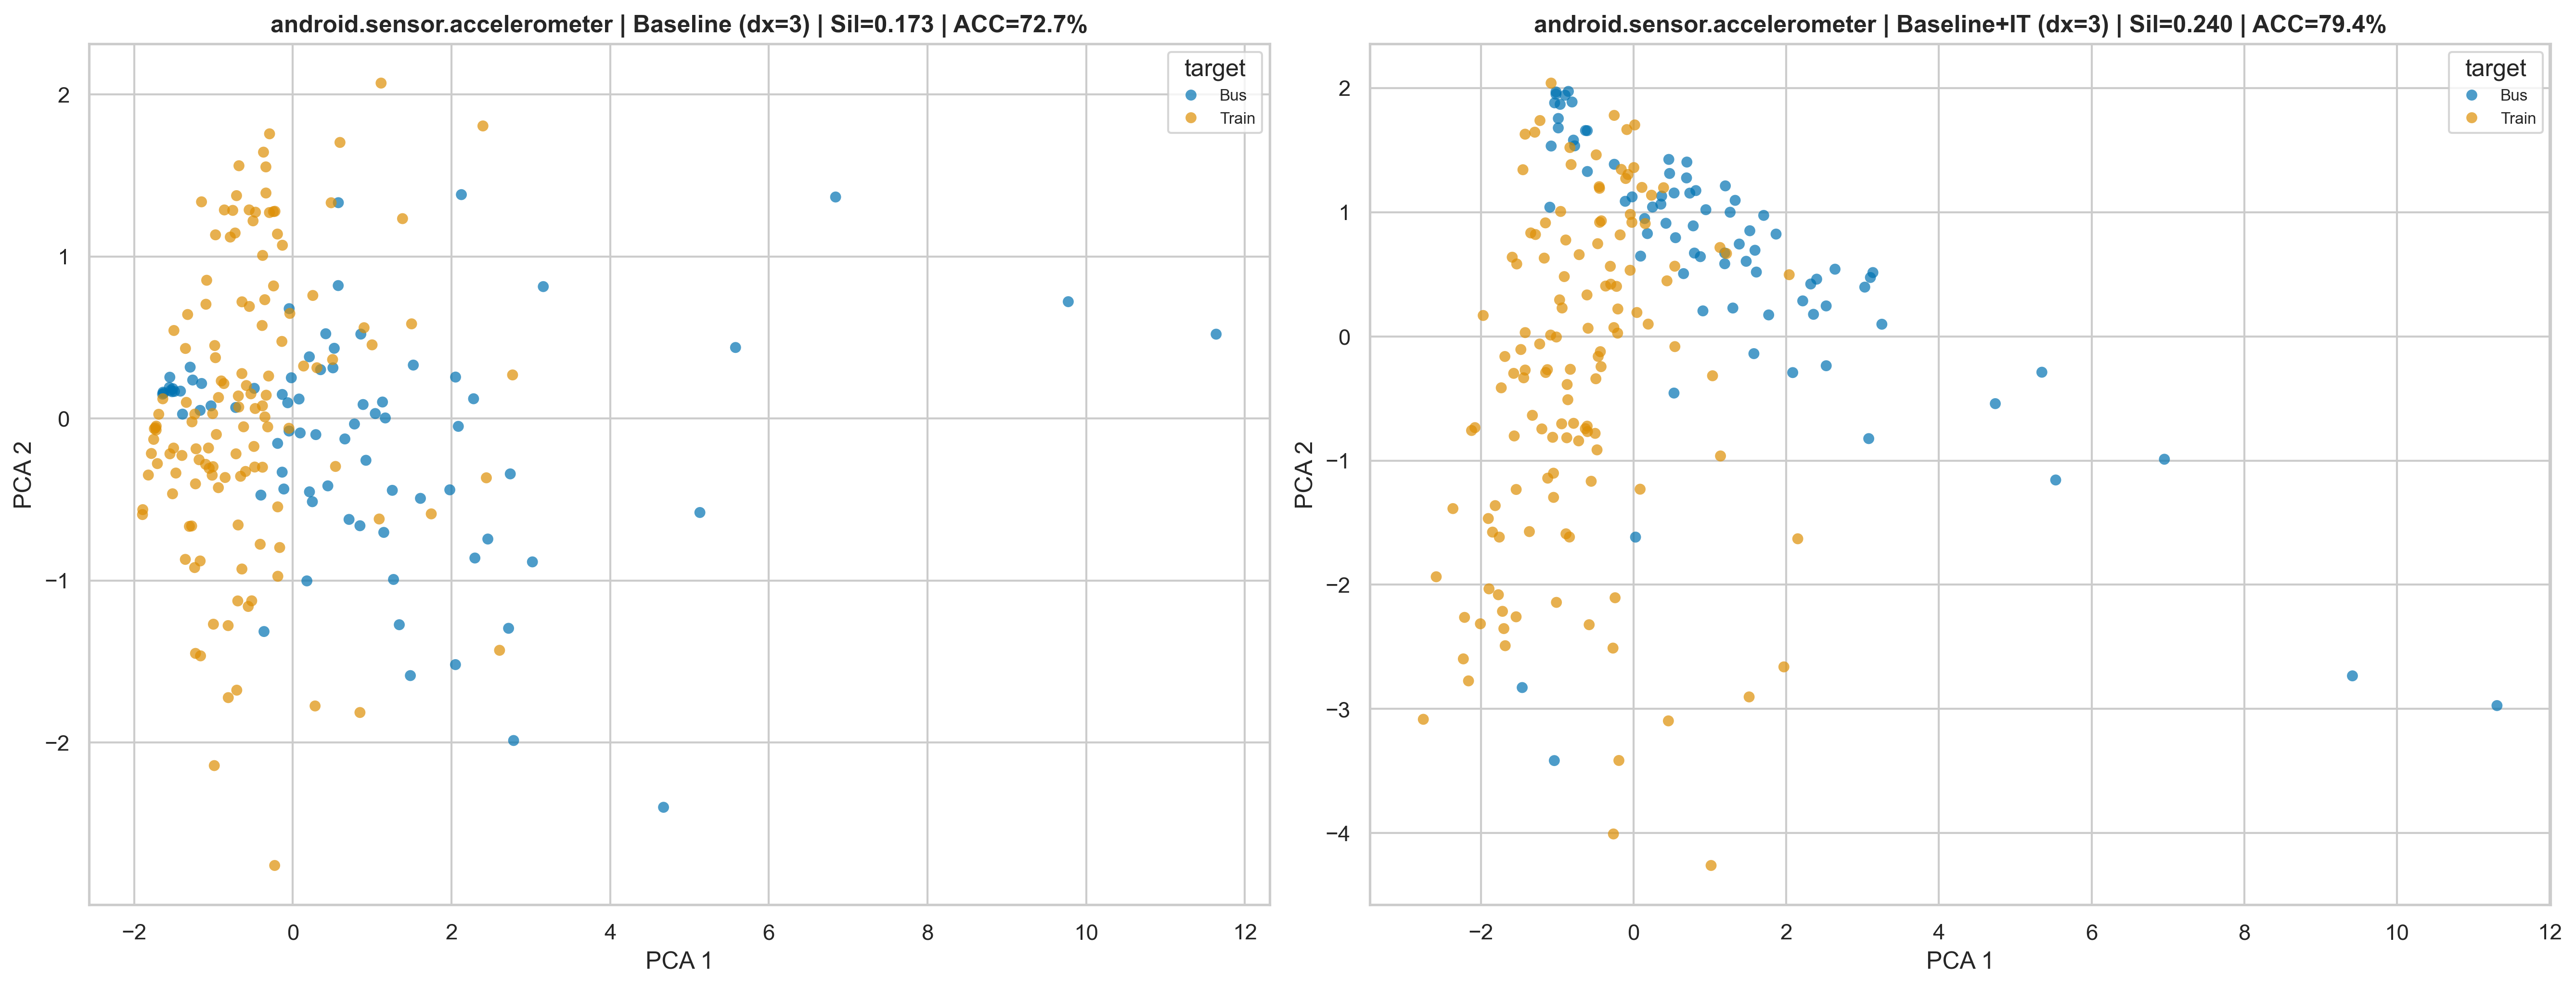 android.sensor.accelerometer | Baseline (dx=3) | Sil=0.173 | ACC=72.7%
target
Bus
Train
2
1
0
−1
−2
PCA 2
−2
0
2
4
6
8
10
12
PCA 1
android.sensor.accelerometer | Baseline+IT (dx=3) | Sil=0.240 | ACC=79.4%
target
Bus
Train
2
1
0
−1
−2
−3
−4
PCA 2
−2
0
2
4
6
8
10
12
PCA 1